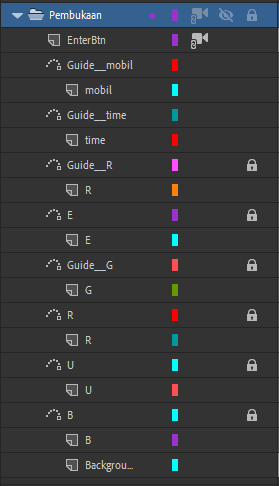 Pembukaan
EnterBtn
Guide__mobil
mobil
Guide__time
time
Guide__R
R
E
E
Guide__G
G
R
R
U
U
B
B
Backgrou...